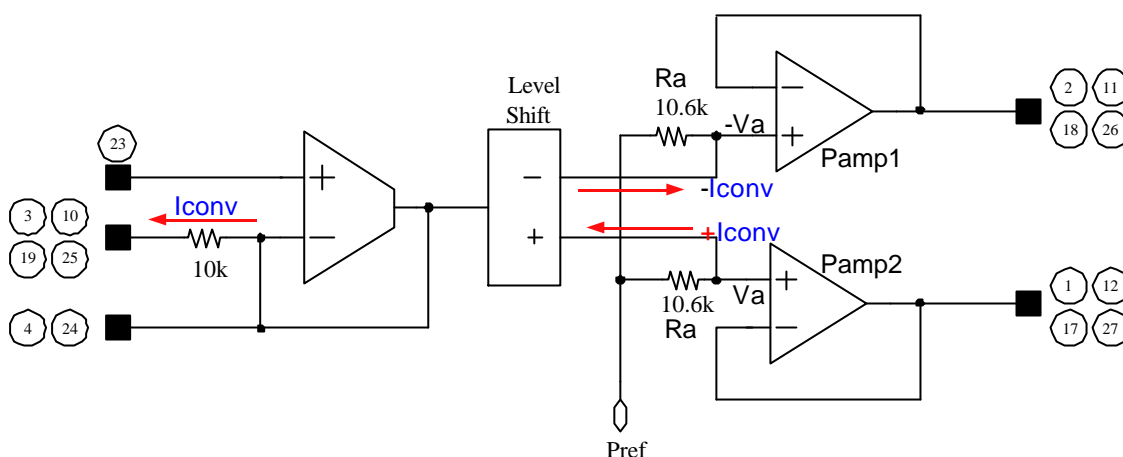 Level
Shift
Ra
10.6k
-Va
Pamp1
2 11
18 26
23
+
−
Iconv
3 10
19 25
10k
4 24
−
+
-Iconv
+Iconv
−
+
Pamp2
10.6k
Va
Ra
+
−
1 12
17 27
Pref